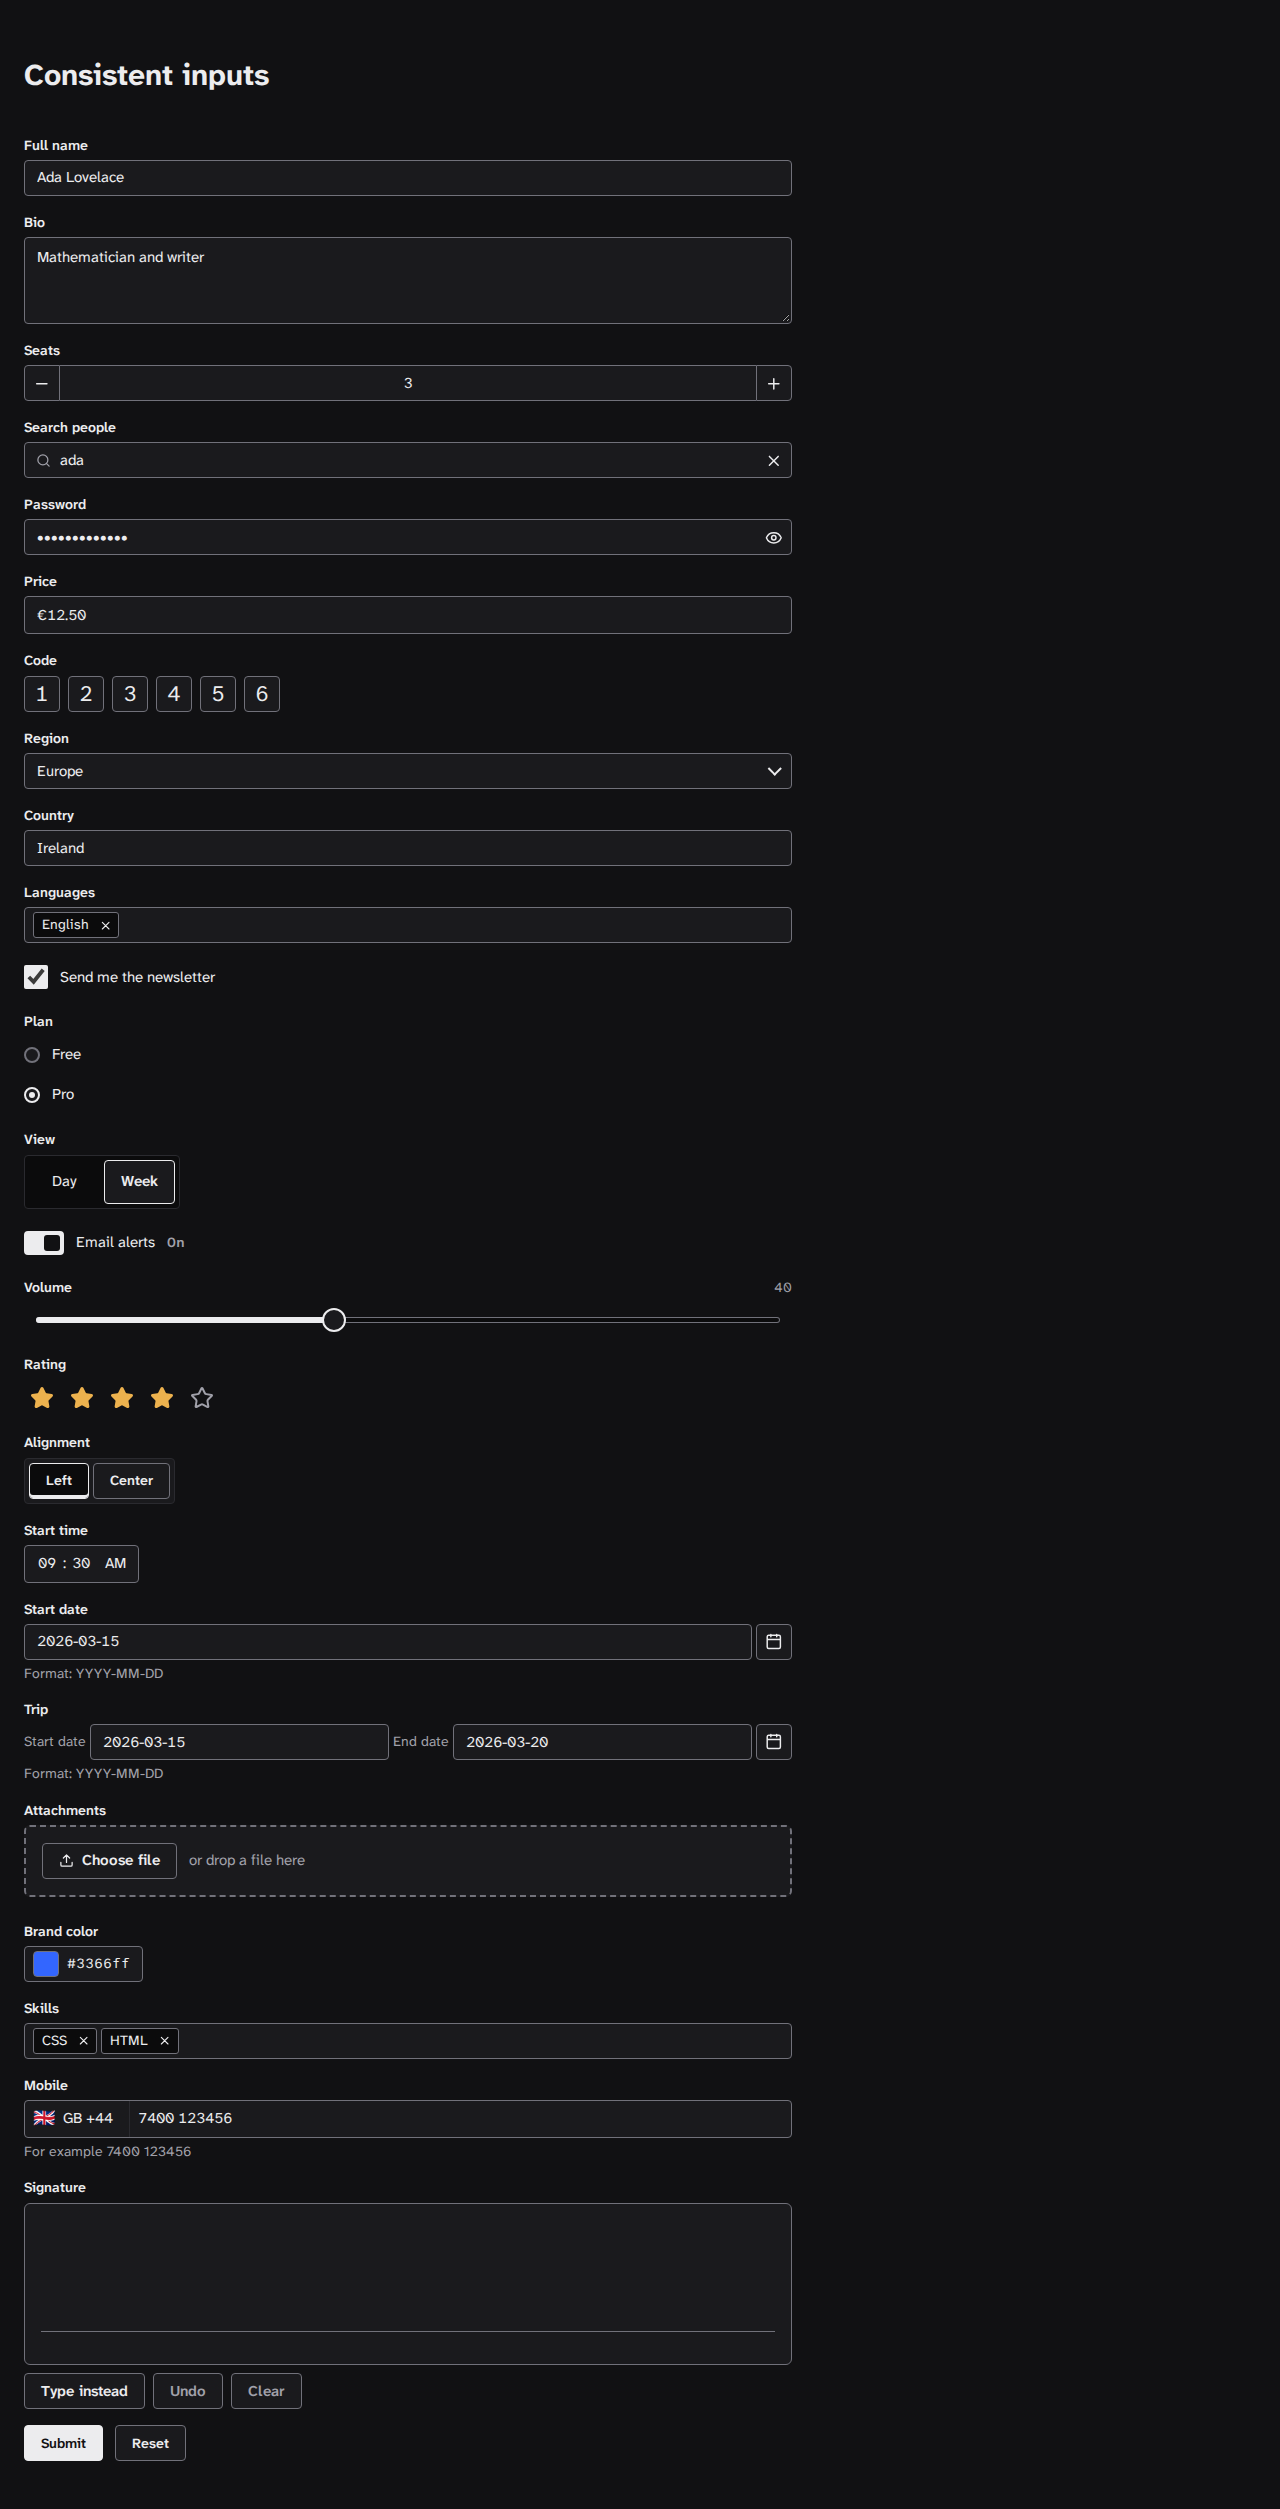 Consistent inputs
Full name
Ada Lovelace
Bio
Mathematician and writer
Seats
3
Search people
ada
Password
•••••••••••••
Price
€12.50
Code
1 2 3 4 5 6
Region
Europe
Country
Ireland
Languages
English
Send me the newsletter
Plan
Free
Pro
View
Day Week
Email alerts On
Volume 40
Rating
Alignment
Left Center
Start time
09 : 30 AM
Start date
2026-03-15
Format: YYYY-MM-DD
Trip
Start date 2026-03-15 End date 2026-03-20
Format: YYYY-MM-DD
Attachments
Choose file or drop a file here
Brand color
#3366ff
Skills
CSS HTML
Mobile
GB +44 7400 123456
For example 7400 123456
Signature
Type instead Undo Clear
Submit Reset